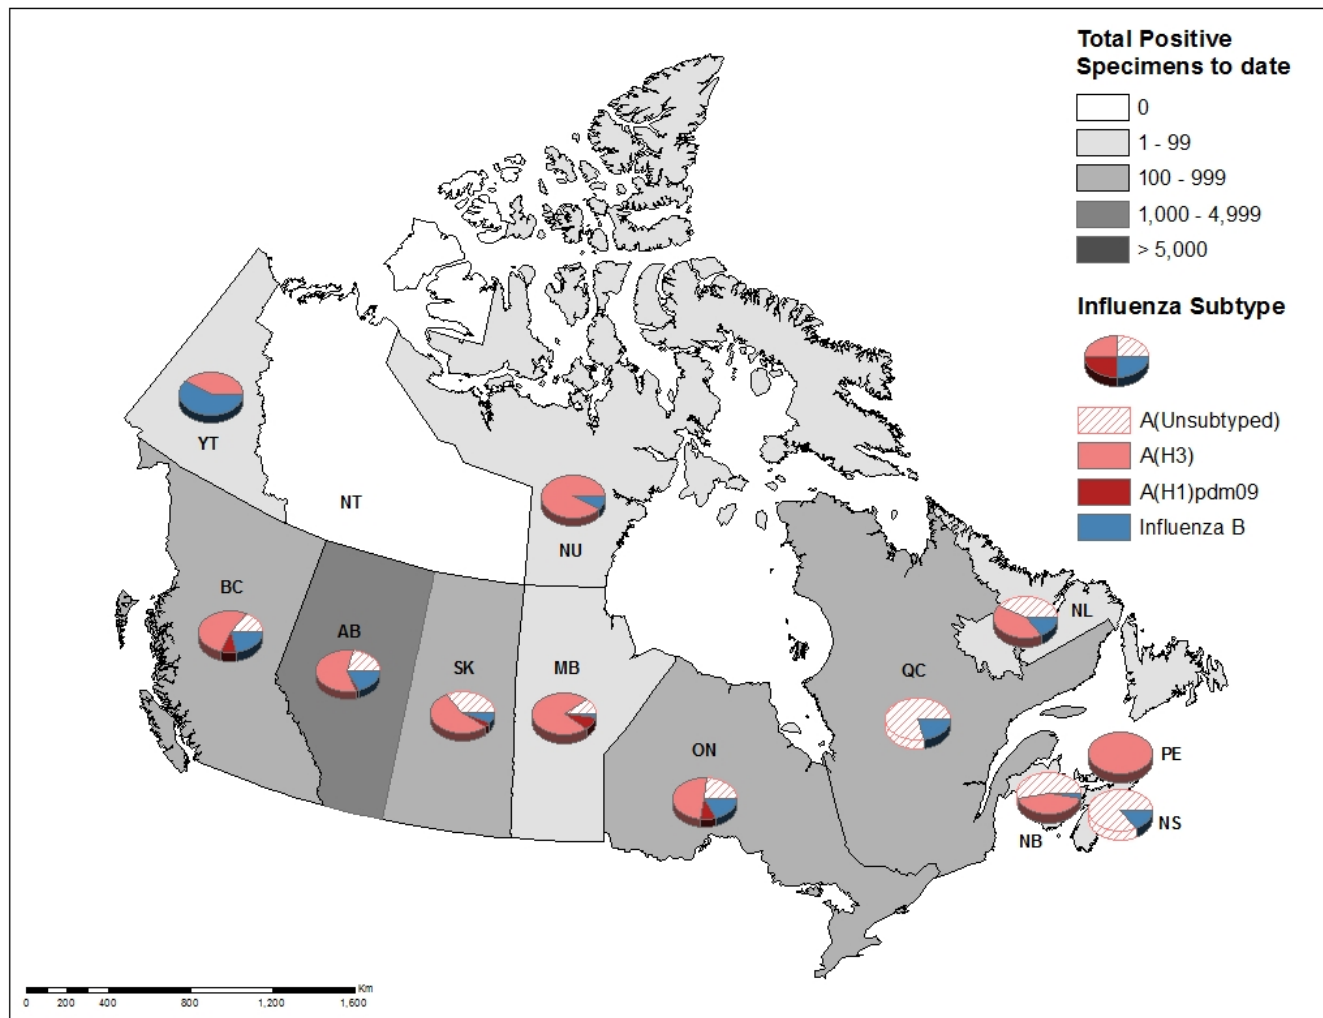 Total Positive
Specimens to date
0
1 - 99
100 - 999
1,000 - 4,999
> 5,000
Influenza Subtype
A(Unsubtyped)
A(H3)
A(H1)pdm09
Influenza B
YT
NT
NU
BC
AB
SK
MB
ON
QC
NL
PE
NB
NS
Km
0 200 400 800 1,200 1,600